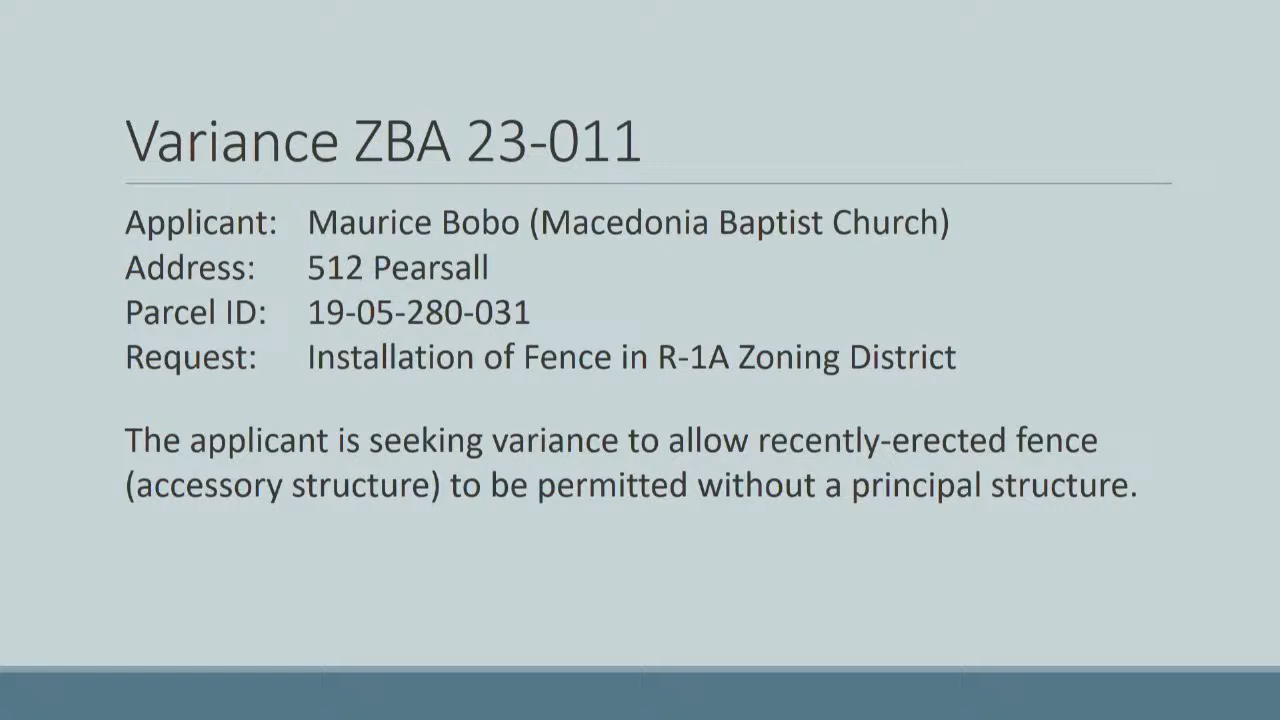 Variance ZBA 23-011
Applicant: Maurice Bobo (Macedonia Baptist Church)
Address: 512 Pearsall
Parcel ID: 19-05-280-031
Request: Installation of Fence in R-1A Zoning District
The applicant is seeking variance to allow recently-erected fence
(accessory structure) to be permitted without a principal structure.